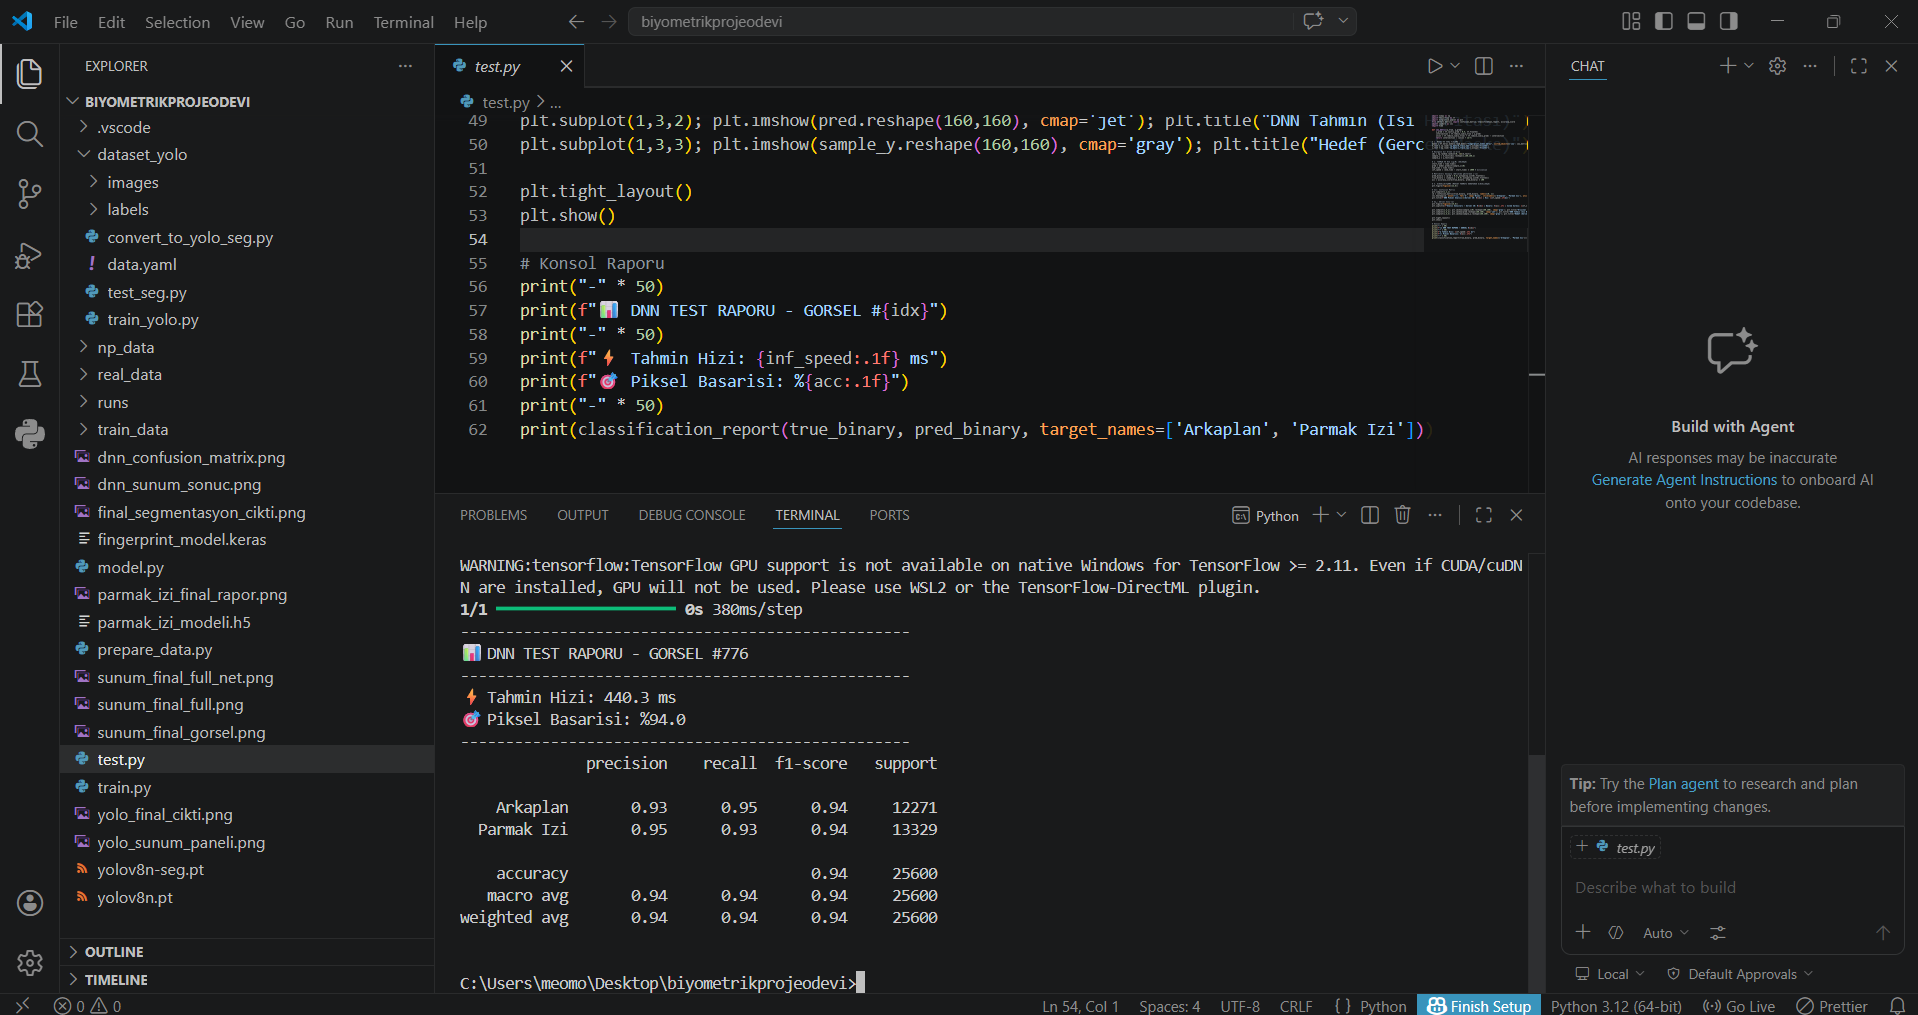 File Edit Selection View Go Run Terminal Help
biyometrikprojeodevi
EXPLORER
BIYOMETRIKPROJEODEVI
.vscode
dataset_yolo
images
labels
convert_to_yolo_seg.py
! data.yaml
test_seg.py
train_yolo.py
np_data
real_data
runs
train_data
dnn_confusion_matrix.png
dnn_sunum_sonuc.png
final_segmentasyon_cikti.png
fingerprint_model.keras
model.py
parmak_izi_final_rapor.png
parmak_izi_modeli.h5
prepare_data.py
sunum_final_full_net.png
sunum_final_full.png
sunum_final_gorsel.png
test.py
train.py
yolo_final_cikti.png
yolo_sunum_paneli.png
yolov8n-seg.pt
yolov8n.pt
OUTLINE
TIMELINE
test.py
test.py > ...
49 plt.subplot(1,3,2); plt.imshow(pred.reshape(160,160), cmap='jet'); plt.title("DNN Tahmin (Isi
50 plt.subplot(1,3,3); plt.imshow(sample_y.reshape(160,160), cmap='gray'); plt.title("Hedef (Gerc
51
52 plt.tight_layout()
53 plt.show()
54
55 # Konsol Raporu
56 print("-" * 50)
57 print(f"📊 DNN TEST RAPORU - GORSEL #{idx}")
58 print("-" * 50)
59 print(f"⚡ Tahmin Hizi: {inf_speed:.1f} ms")
60 print(f"🎯 Piksel Basarisi: %{acc:.1f}")
61 print("-" * 50)
62 print(classification_report(true_binary, pred_binary, target_names=['Arkaplan', 'Parmak Izi']))
PROBLEMS OUTPUT DEBUG CONSOLE TERMINAL PORTS
Python
WARNING:tensorflow:TensorFlow GPU support is not available on native Windows for TensorFlow >= 2.11. Even if CUDA/cuDN
N are installed, GPU will not be used. Please use WSL2 or the TensorFlow-DirectML plugin.
1/1 ━━━━━━━━━━━━━━━━━━━━ 0s 380ms/step
--------------------------------------------------
📊 DNN TEST RAPORU - GORSEL #776
--------------------------------------------------
⚡ Tahmin Hizi: 440.3 ms
🎯 Piksel Basarisi: %94.0
--------------------------------------------------
precision recall f1-score support
Arkaplan 0.93 0.95 0.94 12271
Parmak Izi 0.95 0.93 0.94 13329
accuracy 0.94 25600
macro avg 0.94 0.94 0.94 25600
weighted avg 0.94 0.94 0.94 25600
C:\Users\meomo\Desktop\biyometrikprojeodevi>
CHAT
Build with Agent
AI responses may be inaccurate
Generate Agent Instructions to onboard AI
onto your codebase.
Tip: Try the Plan agent to research and plan
before implementing changes.
test.py
Describe what to build
Auto
Local
Default Approvals
0 0
Ln 54, Col 1 Spaces: 4 UTF-8 CRLF { } Python Finish Setup Python 3.12 (64-bit) Go Live Prettier